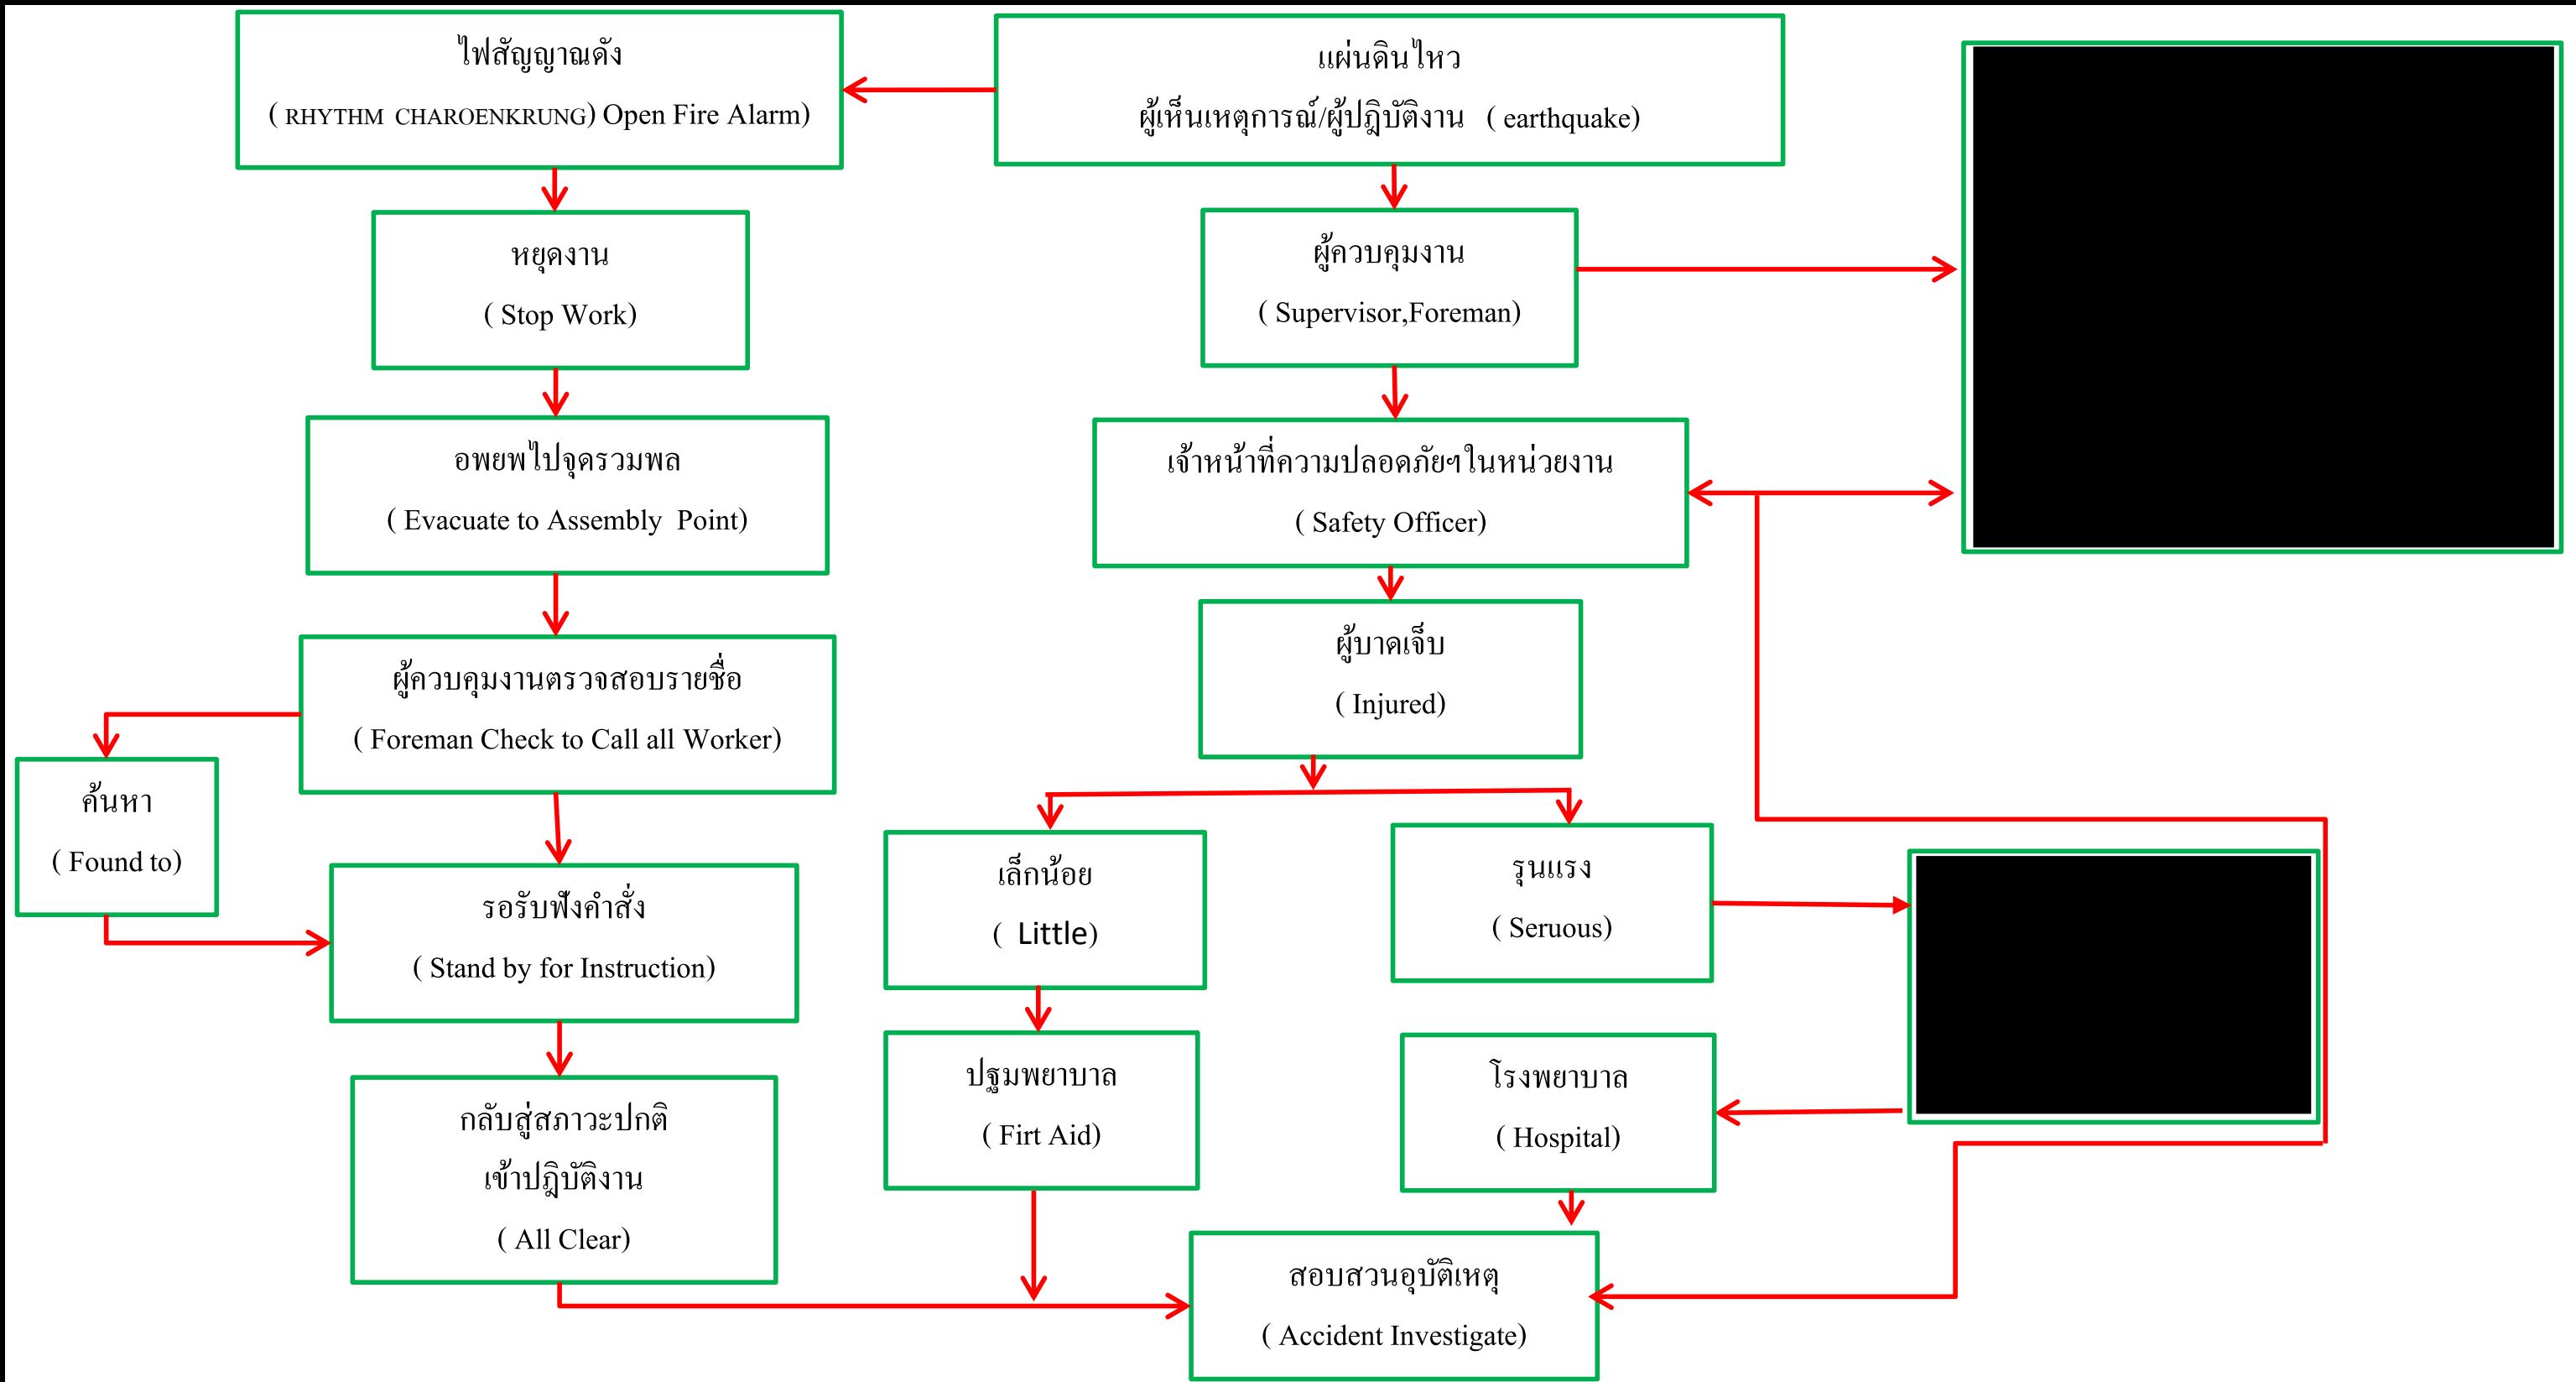 ไฟสัญญาณดัง
( RHYTHM CHAROENKRUNG) Open Fire Alarm)
แผ่นดินไหว
ผู้เห็นเหตุการณ์/ผู้ปฎิบัติงาน ( earthquake)
หยุดงาน
( Stop Work)
ผู้ควบคุมงาน
( Supervisor,Foreman)
อพยพไปจุดรวมพล
( Evacuate to Assembly Point)
เจ้าหน้าที่ความปลอดภัยฯในหน่วยงาน
( Safety Officer)
ผู้บาดเจ็บ
( Injured)
ผู้ควบคุมงานตรวจสอบรายชื่อ
( Foreman Check to Call all Worker)
ค้นหา
( Found to)
รอรับฟังคำสั่ง
( Stand by for Instruction)
เล็กน้อย
( Little)
รุนแรง
( Seruous)
กลับสู่สภาวะปกติ
เข้าปฎิบัติงาน
( All Clear)
ปฐมพยาบาล
( Firt Aid)
โรงพยาบาล
( Hospital)
สอบสวนอุบัติเหตุ
( Accident Investigate)